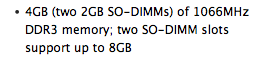 • 4GB (two 2GB SO-DIMMs) of 1066MHz
DDR3 memory; two SO-DIMM slots
support up to 8GB